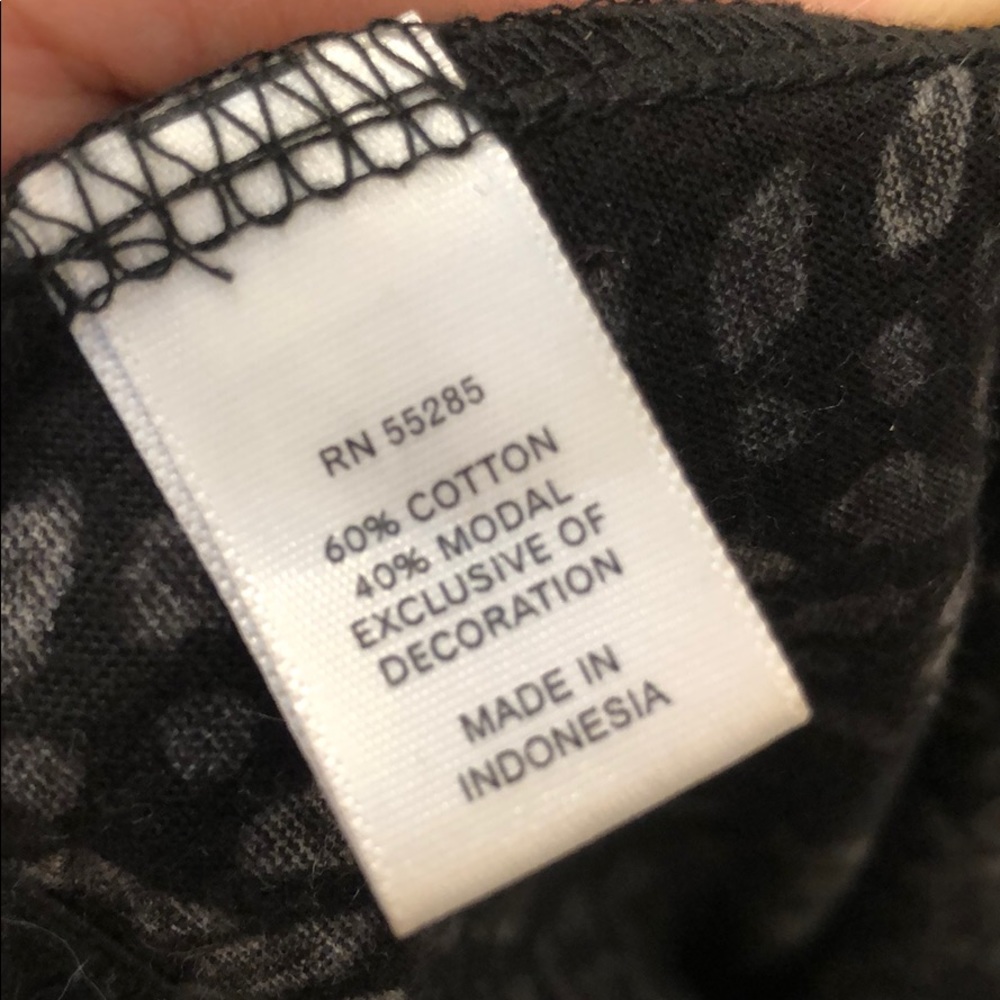 RN 55285
60% COTTON
40% MODAL
EXCLUSIVE OF
DECORATION
MADE IN
INDONESIA